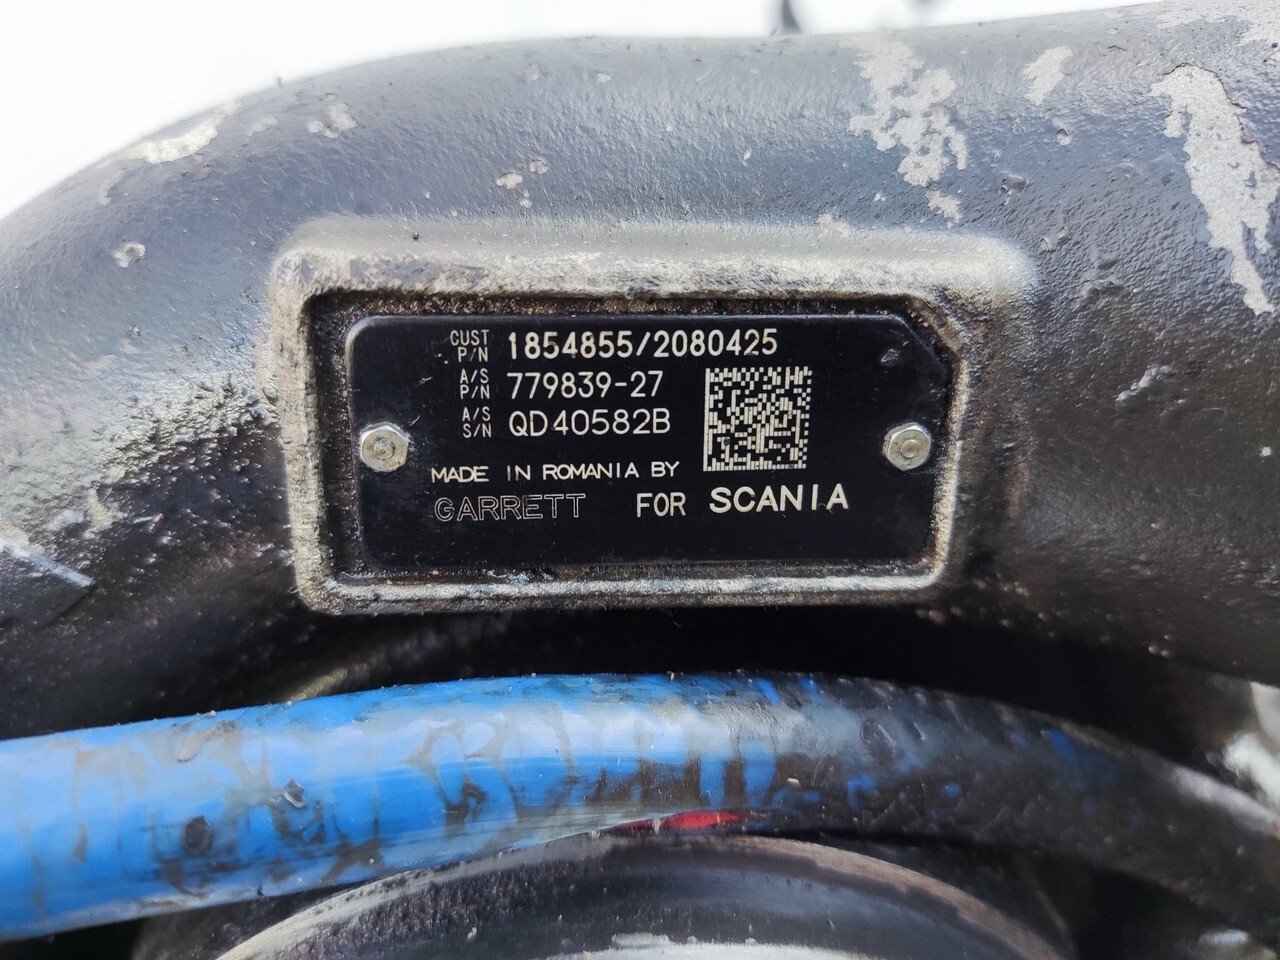 CUST P/N 1854855/2080425
A/S P/N 779839-27
A/S S/N QD40582B
MADE IN ROMANIA BY
GARRETT FOR SCANIA